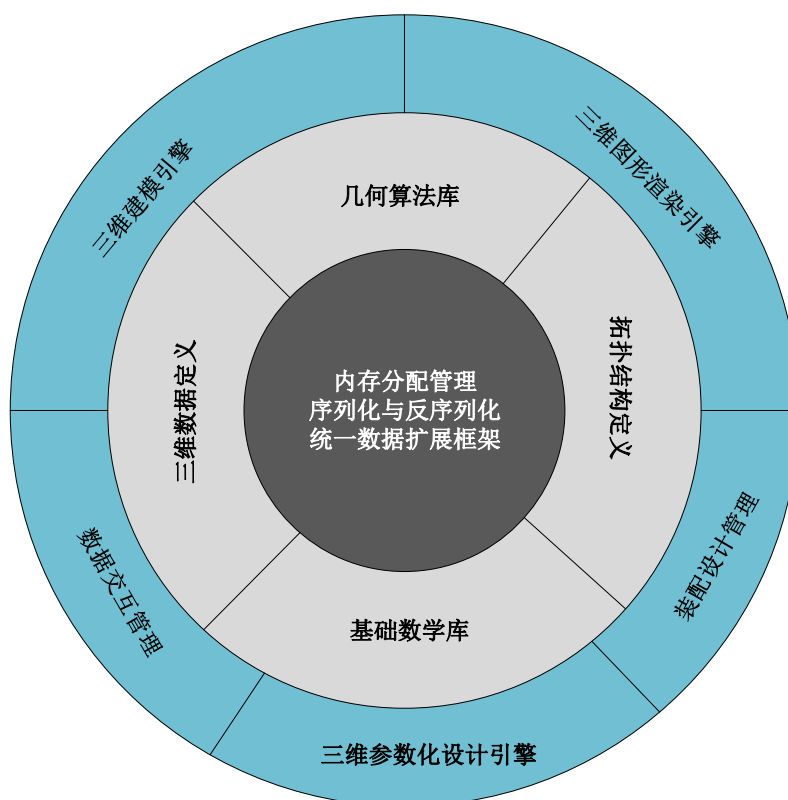 三维建模引擎
三维图形渲染引擎
几何算法库
三维数据定义
拓扑结构定义
内存分配管理
序列化与反序列化
统一数据扩展框架
数据交互管理
装配设计管理
基础数学库
三维参数化设计引擎